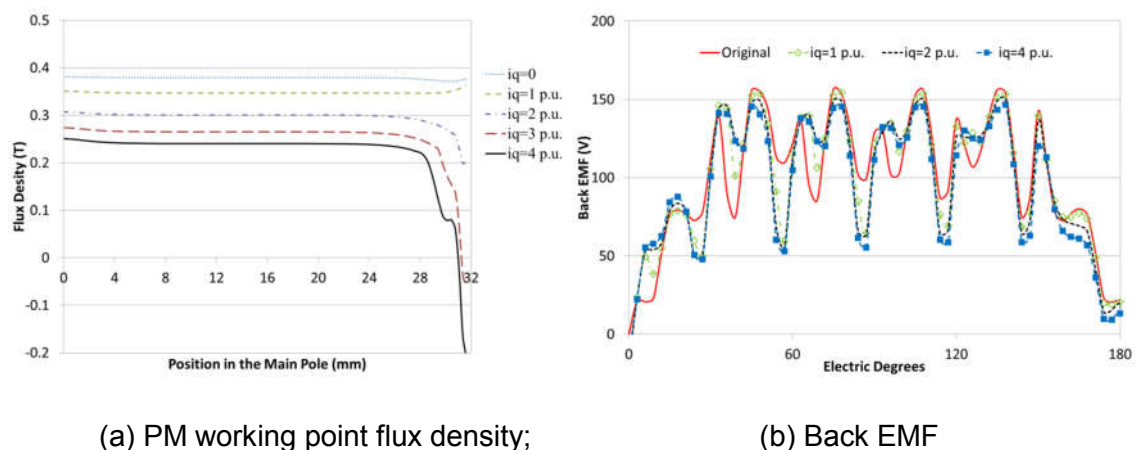 0.5
0.4
0.3
0.2
0.1
0
-0.1
-0.2
Flux Desity (T)
0 4 8 12 16 20 24 28 32
Position in the Main Pole (mm)
iq=0
iq=1 p.u.
iq=2 p.u.
iq=3 p.u.
iq=4 p.u.
200
150
100
50
0
Back EMF (V)
Original iq=1 p.u. iq=2 p.u. iq=4 p.u.
0 60 120 180
Electric Degrees
(a) PM working point flux density; (b) Back EMF